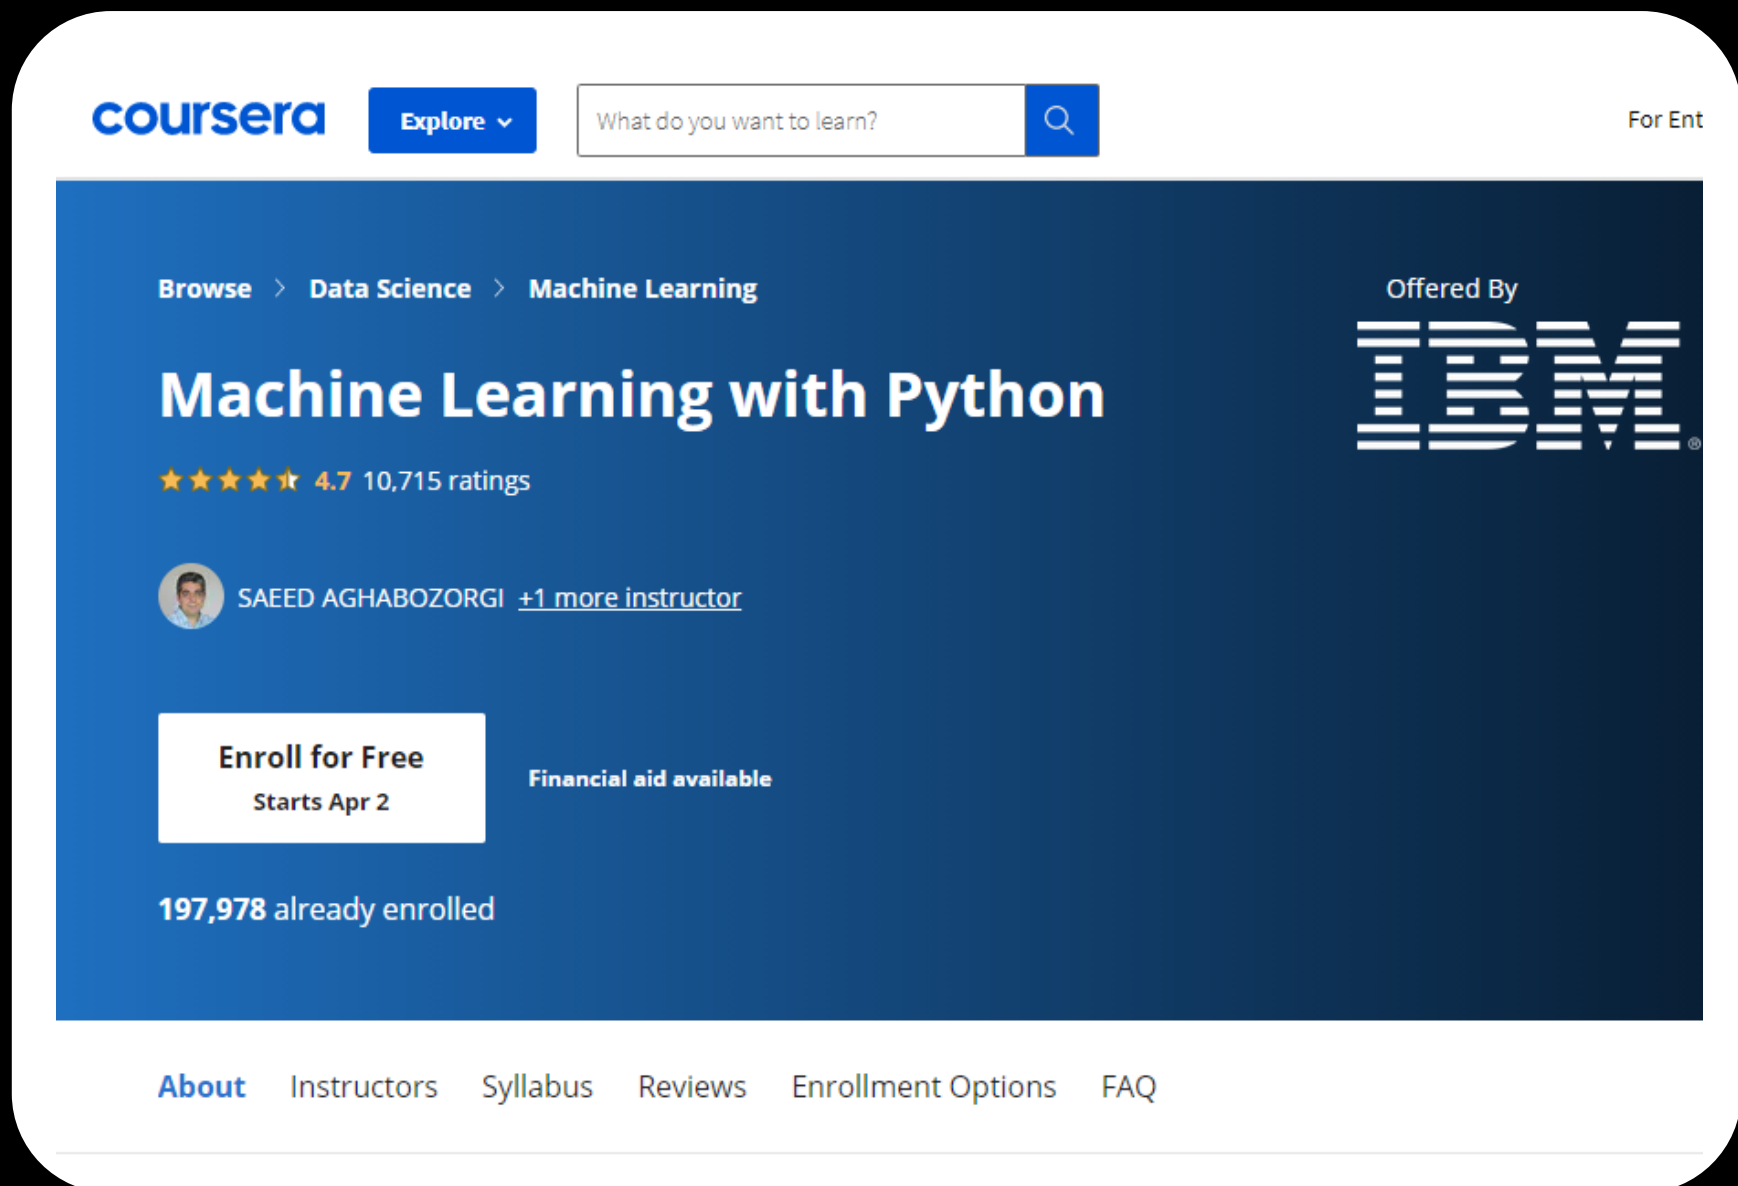 coursera
Explore
What do you want to learn?
For Ent
Browse > Data Science > Machine Learning
Offered By
IBM®
Machine Learning with Python
4.7 10,715 ratings
SAEED AGHABOZORGI +1 more instructor
Enroll for Free
Starts Apr 2
Financial aid available
197,978 already enrolled
About Instructors Syllabus Reviews Enrollment Options FAQ